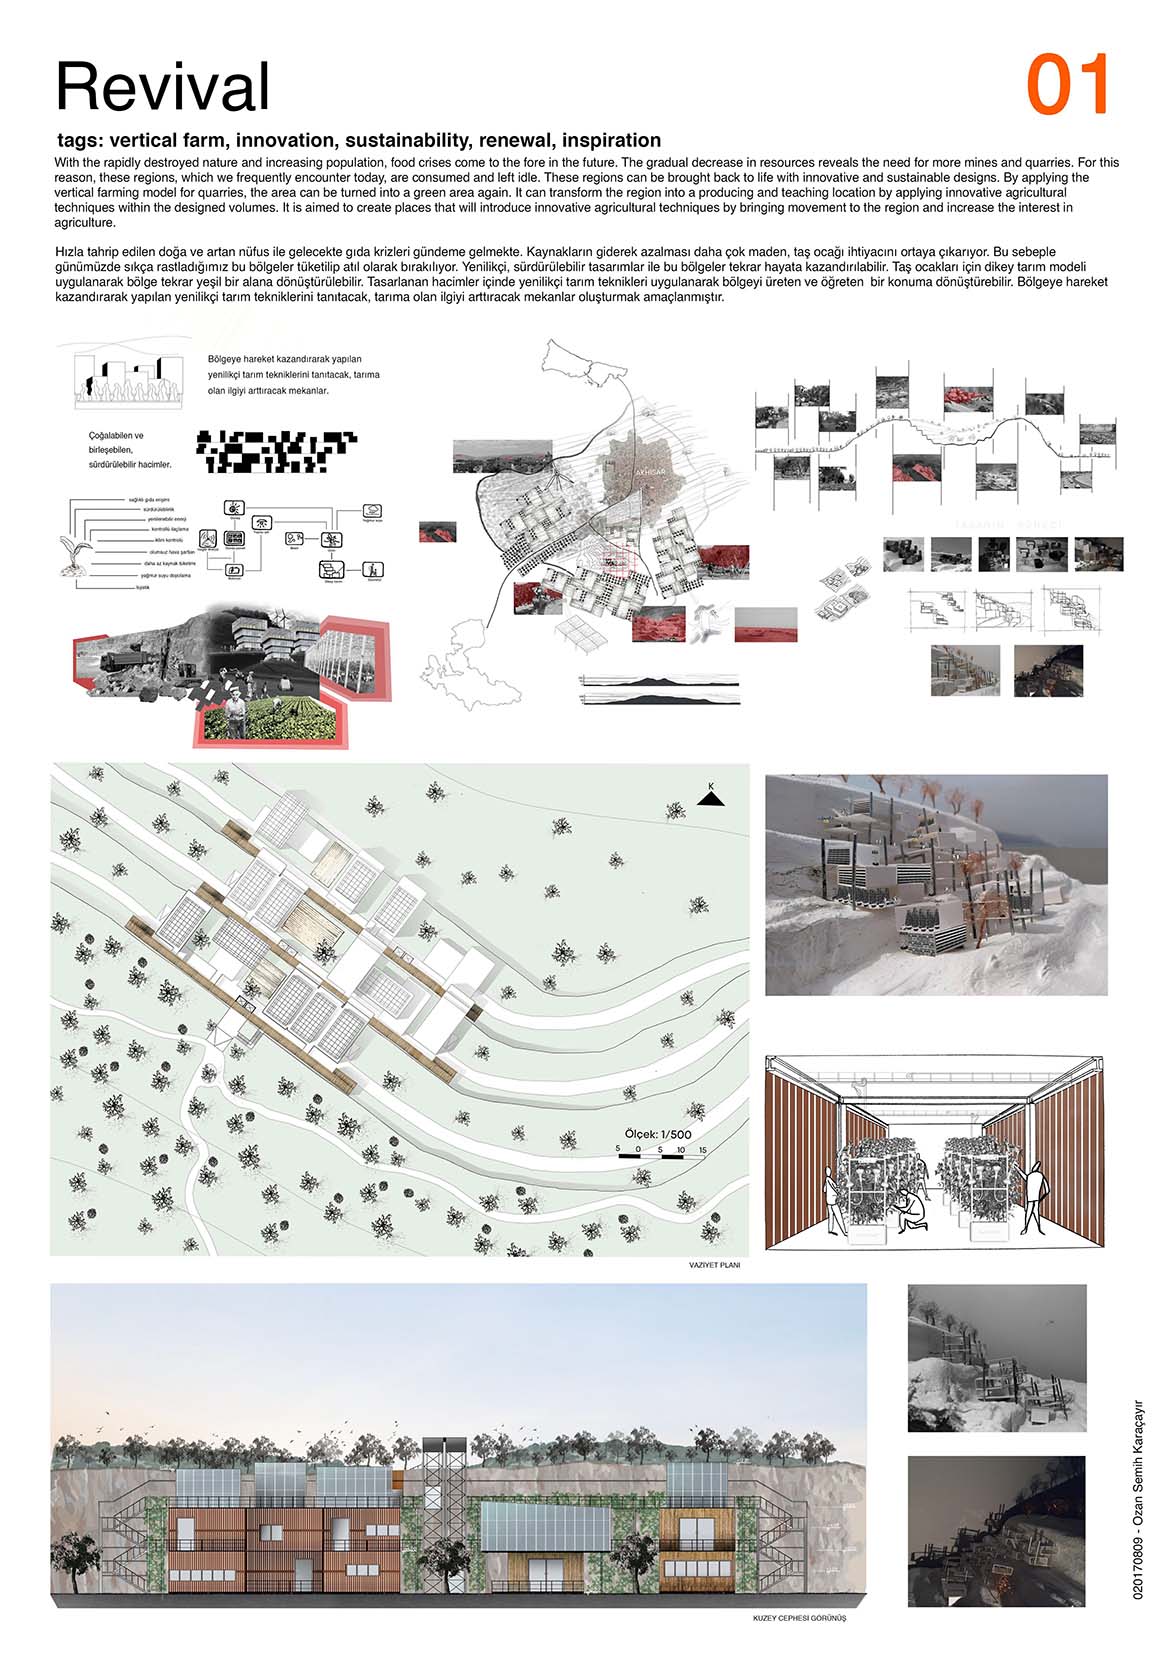 Revival
01
tags: vertical farm, innovation, sustainability, renewal, inspiration
With the rapidly destroyed nature and increasing population, food crises come to the fore in the future. The gradual decrease in resources reveals the need for more mines and quarries. For this
reason, these regions, which we frequently encounter today, are consumed and left idle. These regions can be brought back to life with innovative and sustainable designs. By applying the
vertical farming model for quarries, the area can be turned into a green area again. It can transform the region into a producing and teaching location by applying innovative agricultural
techniques within the designed volumes. It is aimed to create places that will introduce innovative agricultural techniques by bringing movement to the region and increase the interest in
agriculture.
Hızla tahrip edilen doğa ve artan nüfus ile gelecekte gıda krizleri gündeme gelmekte. Kaynakların giderek azalması daha çok maden, taş ocağı ihtiyacını ortaya çıkarıyor. Bu sebeple
günümüzde sıkça rastladığımız bu bölgeler tüketilip atıl olarak bırakılıyor. Yenilikçi, sürdürülebilir tasarımlar ile bu bölgeler tekrar hayata kazandırılabilir. Taş ocakları için dikey tarım modeli
uygulanarak bölge tekrar yeşil bir alana dönüştürülebilir. Tasarlanan hacimler içinde yenilikçi tarım teknikleri uygulanarak bölgeyi üreten ve öğreten bir konuma dönüştürebilir. Bölgeye hareket
kazandırarak yapılan yenilikçi tarım tekniklerini tanıtacak, tarıma olan ilgiyi arttıracak mekanlar oluşturmak amaçlanmıştır.
Bölgeye hareket kazandırarak yapılan
yenilikçi tarım tekniklerini tanıtacak, tarıma
olan ilgiyi arttıracak mekanlar.
Çoğalabilen ve
birleşebilen,
sürdürülebilir hacimler.
sağlıklı gıda erişimi
sürdürülebilirlik
yenilenebilir enerji
kontrollü ilaçlama
iklim kontrolü
olumsuz hava şartları
daha az kaynak tüketimi
yağmur suyu depolama
lojistik
AKHİSAR
TASARIM SÜRECİ
K
Ölçek: 1/500
5 0 5 10 15
VAZİYET PLANI
KUZEY CEPHESİ GÖRÜNÜŞ
020170809 - Ozan Semih Karaçayır